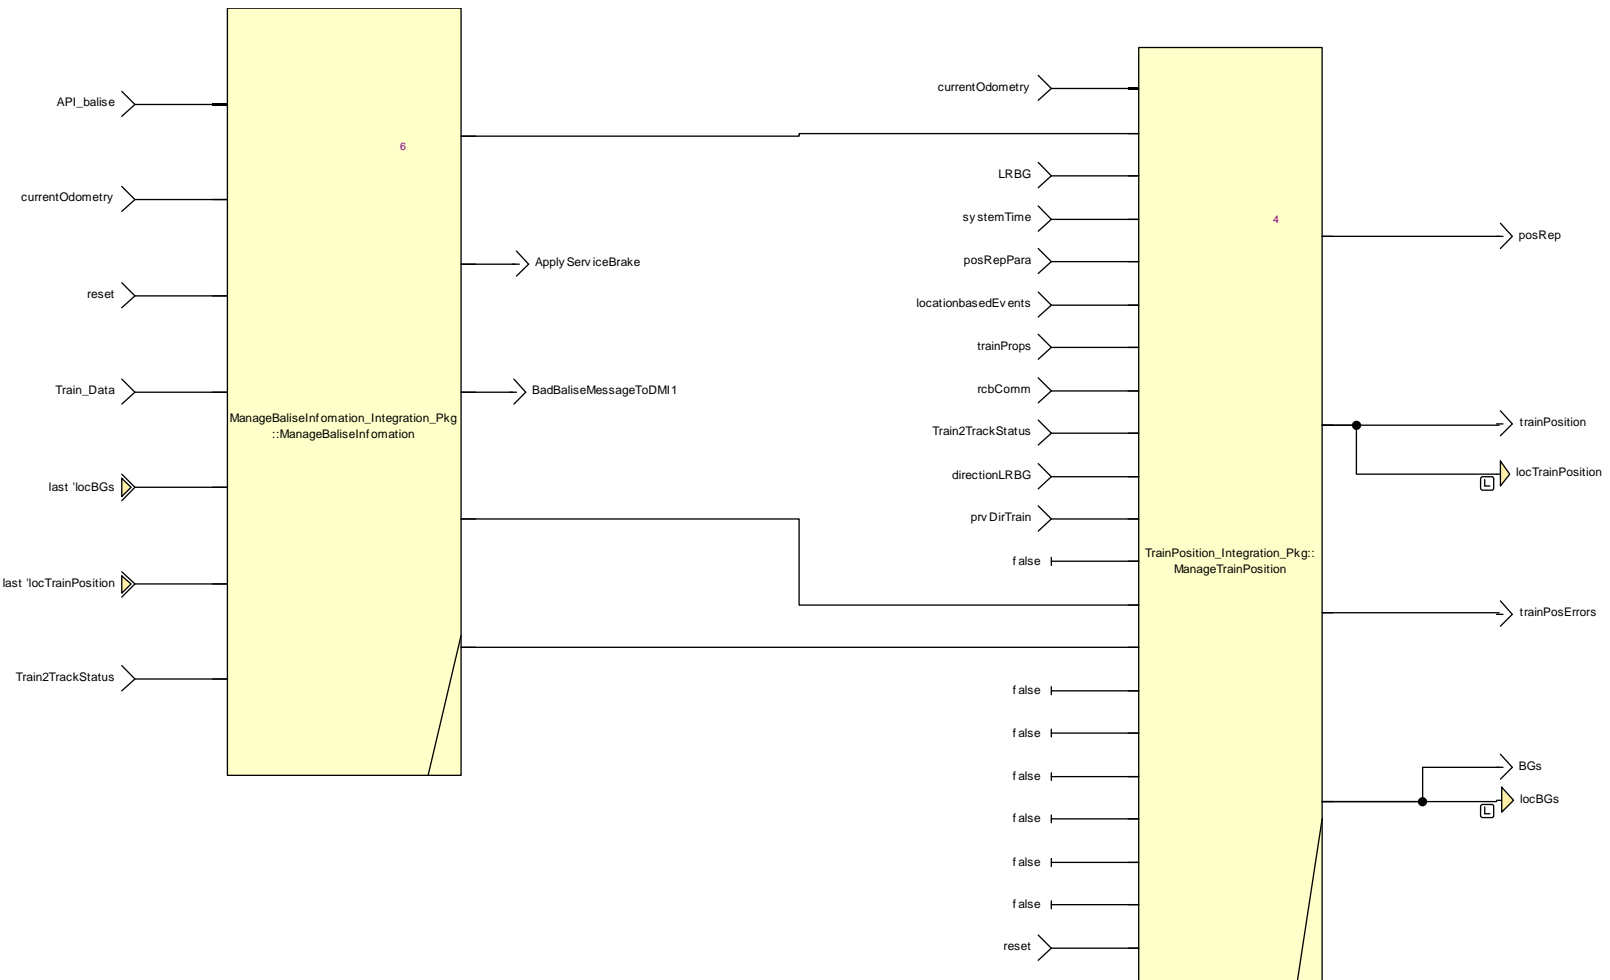 API_balise
currentOdometry
reset
Train_Data
last 'locBGs
last 'locTrainPosition
Train2TrackStatus
6
ManageBaliseInfomation_Integration_Pkg
::ManageBaliseInfomation
ApplyServiceBrake
BadBaliseMessageToDMI1
currentOdometry
LRBG
systemTime
posRepPara
locationbasedEvents
trainProps
rcbComm
Train2TrackStatus
directionLRBG
prvDirTrain
false
false
false
false
false
false
false
reset
4
TrainPosition_Integration_Pkg::
ManageTrainPosition
posRep
trainPosition
L
locTrainPosition
trainPosErrors
BGs
L
locBGs